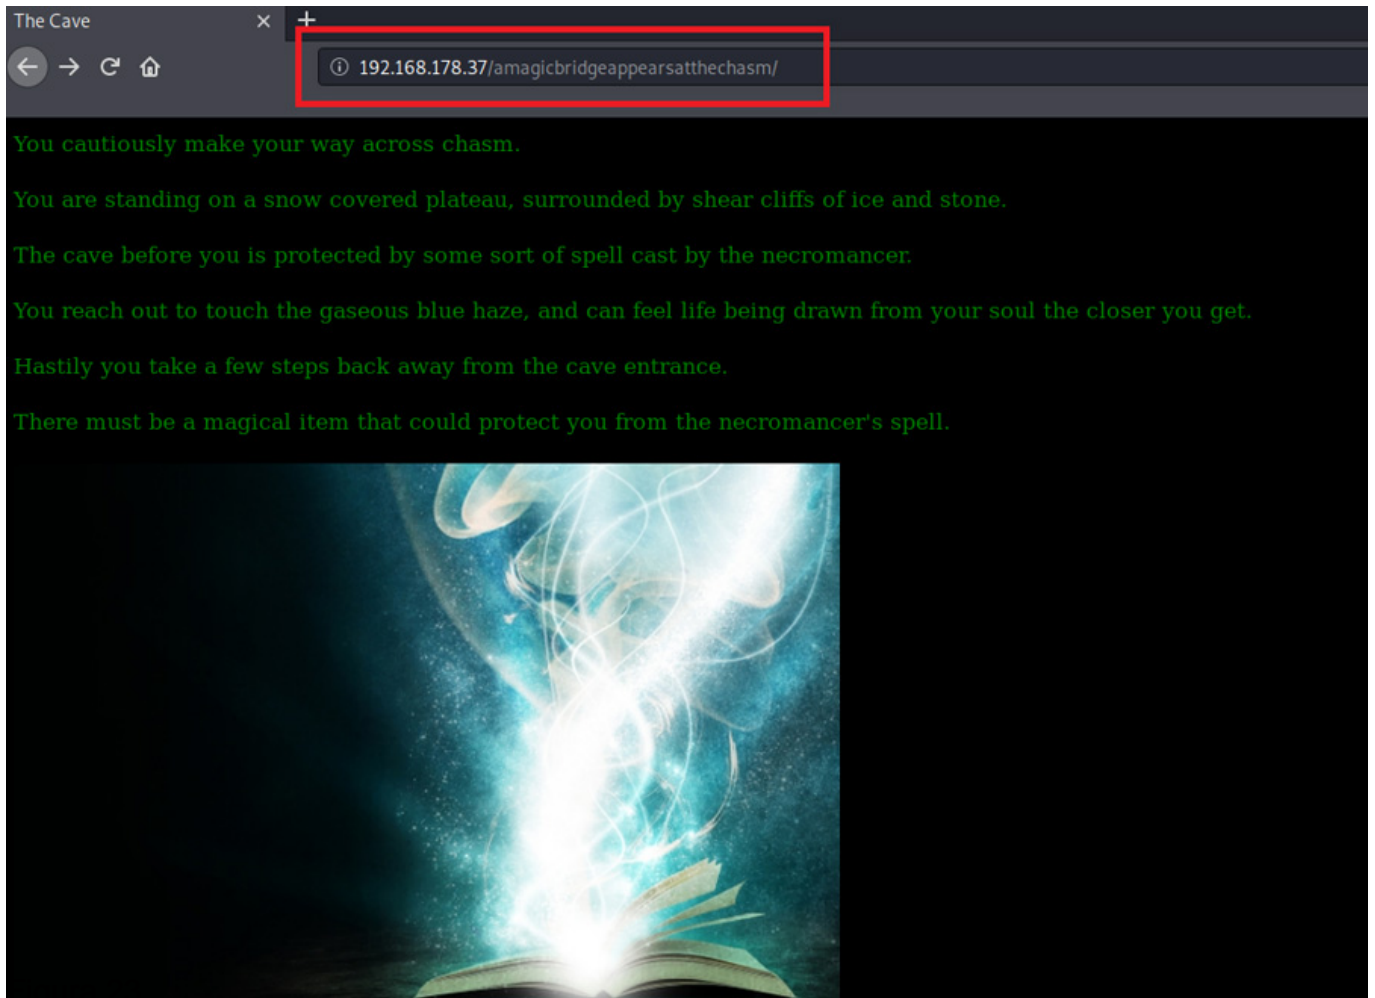 The Cave
192.168.178.37/amagicbridgeappearsatthechasm/
You cautiously make your way across chasm.
You are standing on a snow covered plateau, surrounded by shear cliffs of ice and stone.
The cave before you is protected by some sort of spell cast by the necromancer.
You reach out to touch the gaseous blue haze, and can feel life being drawn from your soul the closer you get.
Hastily you take a few steps back away from the cave entrance.
There must be a magical item that could protect you from the necromancer's spell.